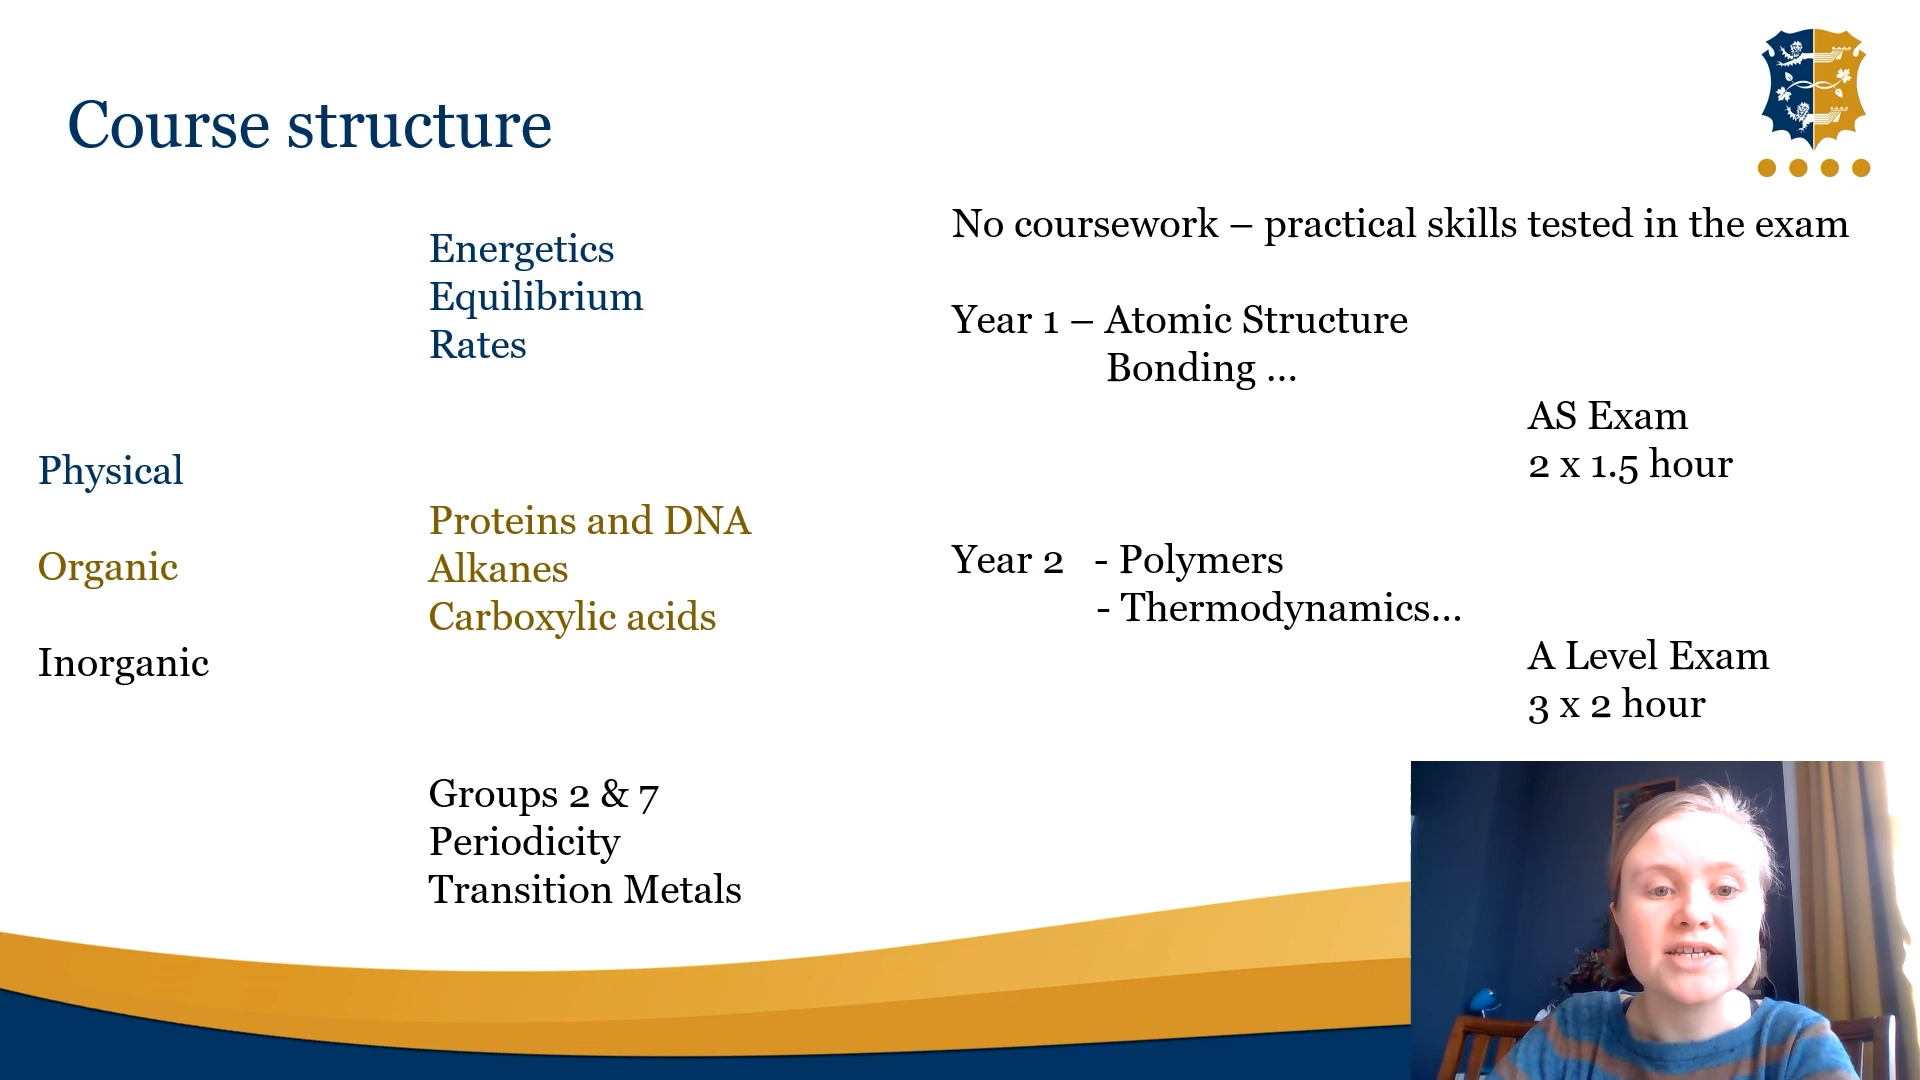 Course structure
Energetics
Equilibrium
Rates
Physical
Organic
Inorganic
Proteins and DNA
Alkanes
Carboxylic acids
Groups 2 & 7
Periodicity
Transition Metals
No coursework – practical skills tested in the exam
Year 1 – Atomic Structure
Bonding ...
AS Exam
2 x 1.5 hour
Year 2 - Polymers
- Thermodynamics...
A Level Exam
3 x 2 hour